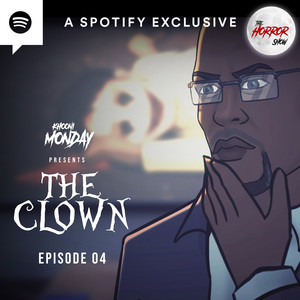 A SPOTIFY EXCLUSIVE
THE
HORROR
SHOW
KHOONI
MONDAY
PRESENTS
THE
CLOWN
EPISODE 04